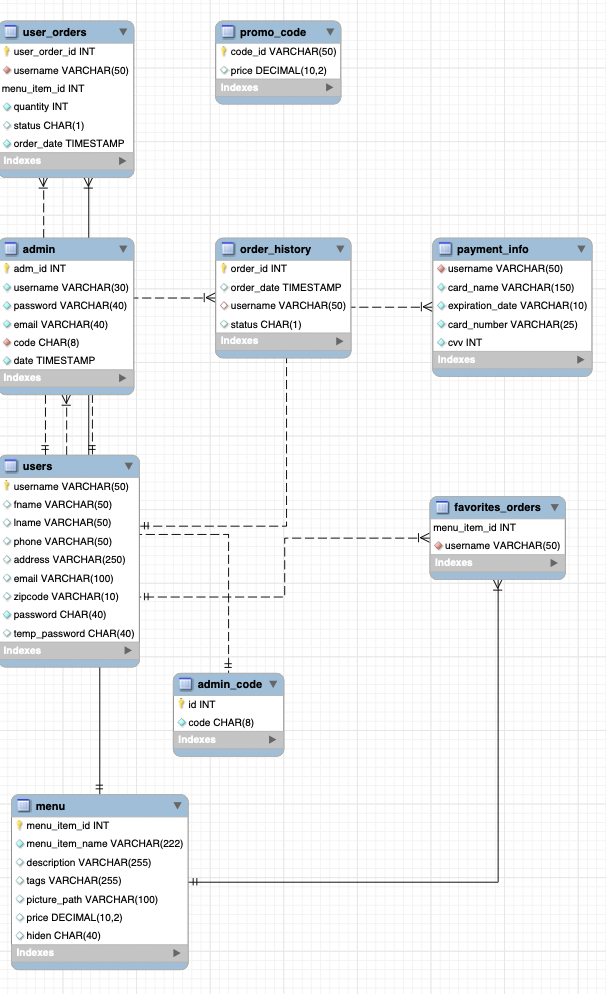 user_orders
user_order_id INT
username VARCHAR(50)
menu_item_id INT
quantity INT
status CHAR(1)
order_date TIMESTAMP
Indexes
promo_code
code_id VARCHAR(50)
price DECIMAL(10,2)
Indexes
admin
adm_id INT
username VARCHAR(30)
password VARCHAR(40)
email VARCHAR(40)
code CHAR(8)
date TIMESTAMP
Indexes
order_history
order_id INT
order_date TIMESTAMP
username VARCHAR(50)
status CHAR(1)
Indexes
payment_info
username VARCHAR(50)
card_name VARCHAR(150)
expiration_date VARCHAR(10)
card_number VARCHAR(25)
cvv INT
Indexes
users
username VARCHAR(50)
fname VARCHAR(50)
lname VARCHAR(50)
phone VARCHAR(50)
address VARCHAR(250)
email VARCHAR(100)
zipcode VARCHAR(10)
password CHAR(40)
temp_password CHAR(40)
Indexes
favorites_orders
menu_item_id INT
username VARCHAR(50)
Indexes
admin_code
id INT
code CHAR(8)
Indexes
menu
menu_item_id INT
menu_item_name VARCHAR(222)
description VARCHAR(255)
tags VARCHAR(255)
picture_path VARCHAR(100)
price DECIMAL(10,2)
hiden CHAR(40)
Indexes